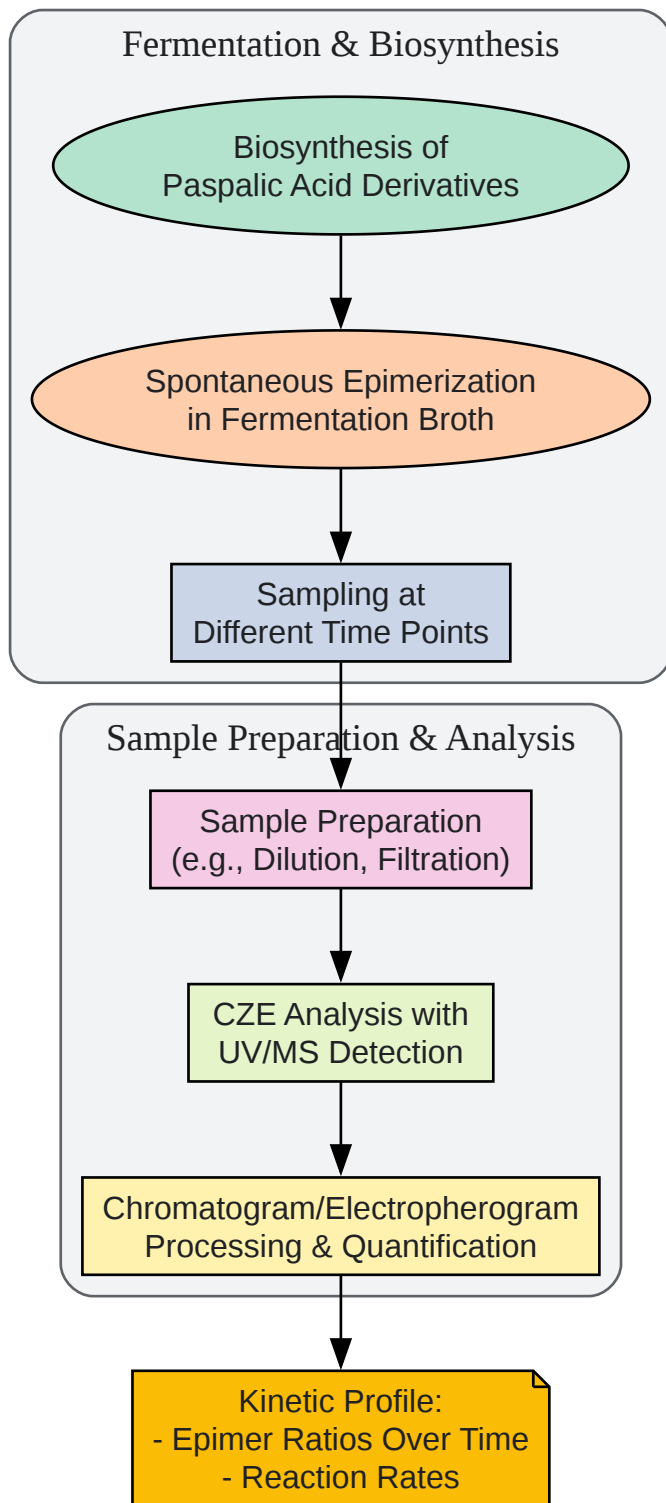 Fermentation & Biosynthesis
Biosynthesis of
Paspalic Acid Derivatives
Spontaneous Epimerization
in Fermentation Broth
Sampling at
Different Time Points
Sample Preparation & Analysis
Sample Preparation
(e.g., Dilution, Filtration)
CZE Analysis with
UV/MS Detection
Chromatogram/Electropherogram
Processing & Quantification
Kinetic Profile:
- Epimer Ratios Over Time
- Reaction Rates